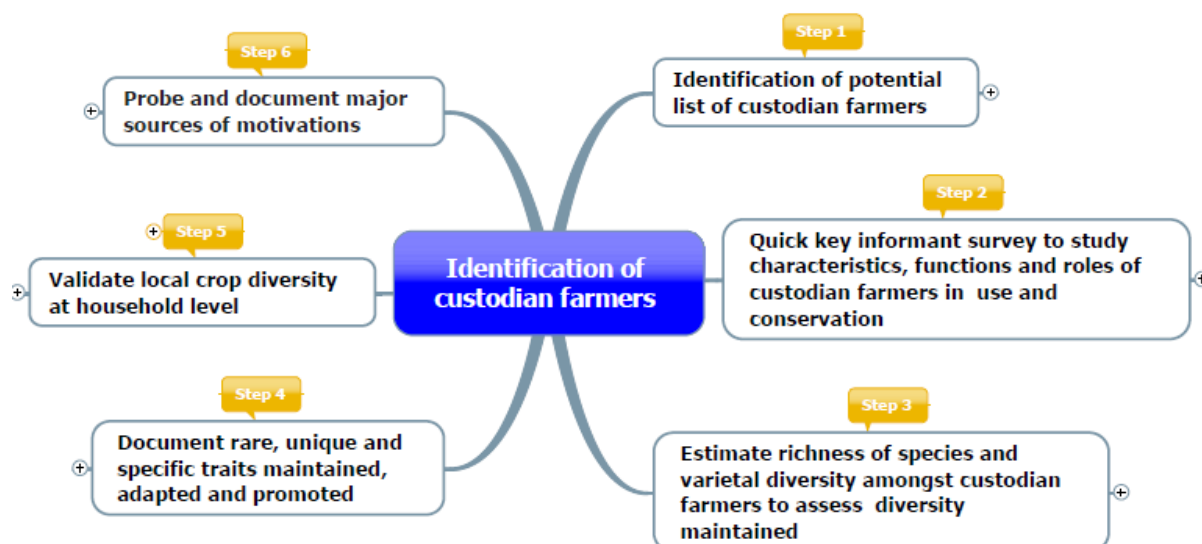 Identification of
custodian farmers
Step 1
Identification of potential
list of custodian farmers
Step 2
Quick key informant survey to study
characteristics, functions and roles of
custodian farmers in use and
conservation
Step 3
Estimate richness of species and
varietal diversity amongst custodian
farmers to assess diversity
maintained
Step 4
Document rare, unique and
specific traits maintained,
adapted and promoted
Step 5
Validate local crop diversity
at household level
Step 6
Probe and document major
sources of motivations